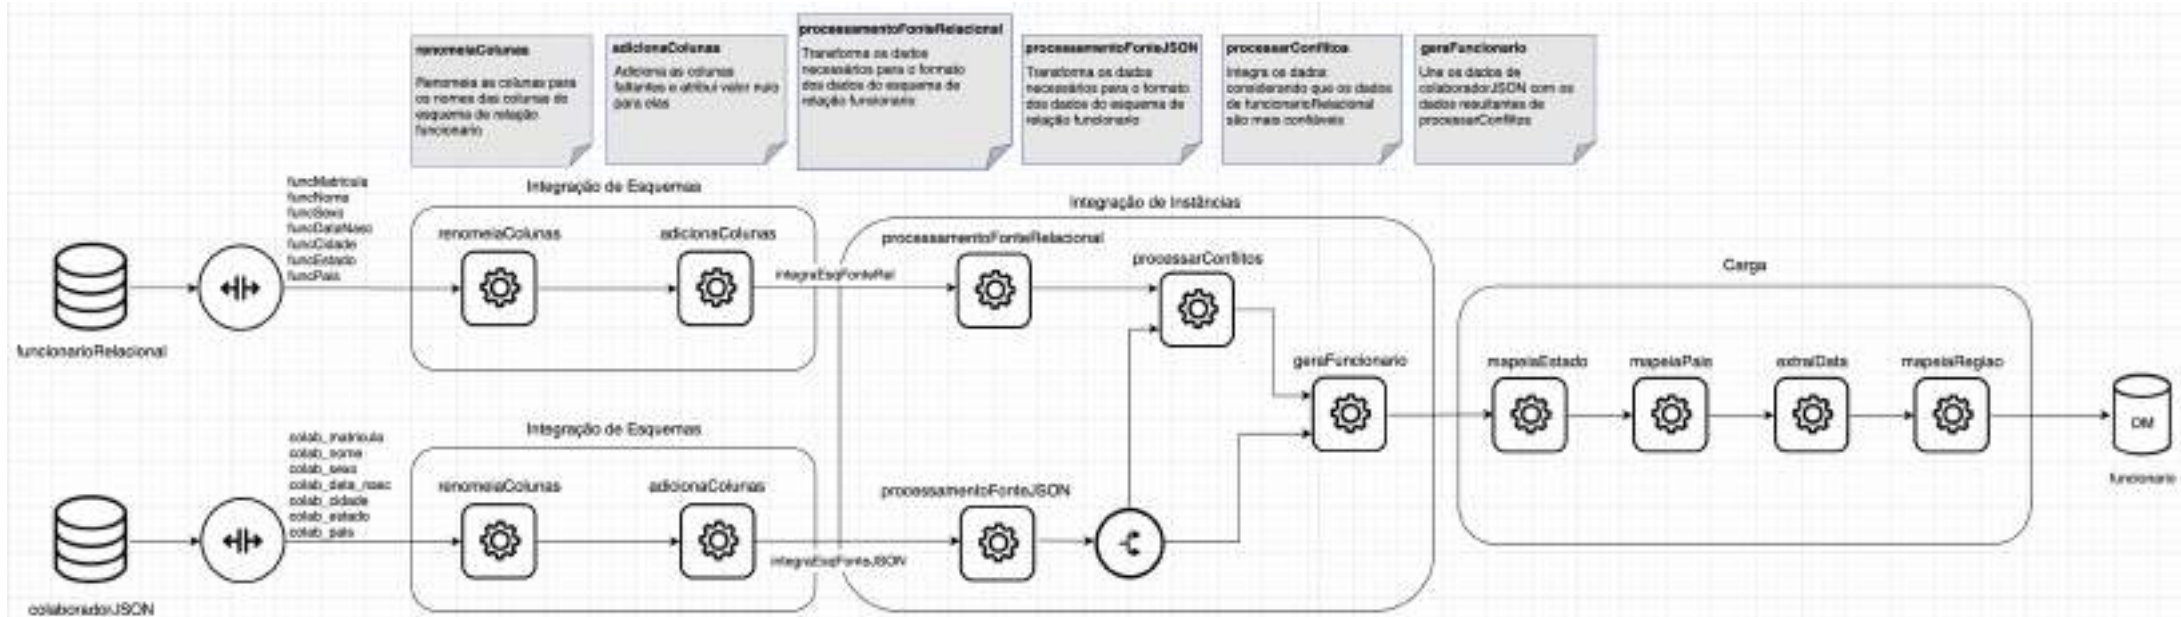 renomeiaColunas
Renomeia as colunas para
os nomes das colunas do
esquema de relação
funcionario
adicionaColunas
Adiciona as colunas
faltantes e atribui valor nulo
para elas
processamentoFonteRelacional
Transforma os dados
necessários para o formato
dos dados do esquema de
relação funcionario
processamentoFonteJSON
Transforma os dados
necessários para o formato
dos dados do esquema de
relação funcionario
processarConflitos
Integra os dados
considerando que os dados
de funcionarioRelacional
são mais confiáveis
geraFuncionario
Une os dados de
colaboradorJSON com os
dados resultantes de
processarConflitos
funcionarioRelacional
funcMatricula
funcNome
funcSexo
funcDataNasc
funcCidade
funcEstado
funcPais
Integração de Esquemas
renomeiaColunas
adicionaColunas
integraEsqFonteRel
Integração de Instâncias
processamentoFonteRelacional
processarConflitos
geraFuncionario
Carga
mapeiaEstado
mapeiaPais
extraiData
mapeiaRegiao
DM
funcionario
colaboradorJSON
colab_matricula
colab_nome
colab_sexo
colab_data_nasc
colab_cidade
colab_estado
colab_pais
Integração de Esquemas
renomeiaColunas
adicionaColunas
integraEsqFonteJSON
processamentoFonteJSON